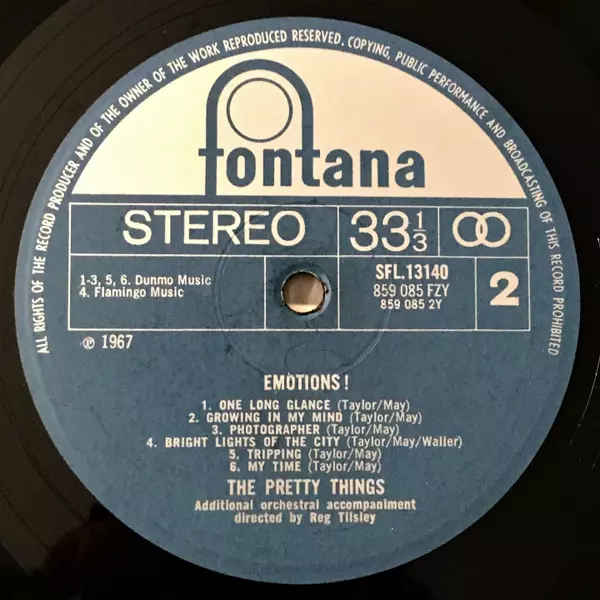 ALL RIGHTS OF THE RECORD PRODUCER AND OF THE OWNER OF THE WORK REPRODUCED RESERVED. COPYING, PUBLIC PERFORMANCE AND BROADCASTING OF THIS RECORD PROHIBITED
fontana
STEREO 33 1/3
1-3, 5, 6. Dunmo Music
4. Flamingo Music
SFL.13140
859 085 FZY
859 085 2Y
2
℗ 1967
EMOTIONS!
1. ONE LONG GLANCE (Taylor/May)
2. GROWING IN MY MIND (Taylor/May)
3. PHOTOGRAPHER (Taylor/May)
4. BRIGHT LIGHTS OF THE CITY (Taylor/May/Waller)
5. TRIPPING (Taylor/May)
6. MY TIME (Taylor/May)
THE PRETTY THINGS
Additional orchestral accompaniment
directed by Reg Tilsley